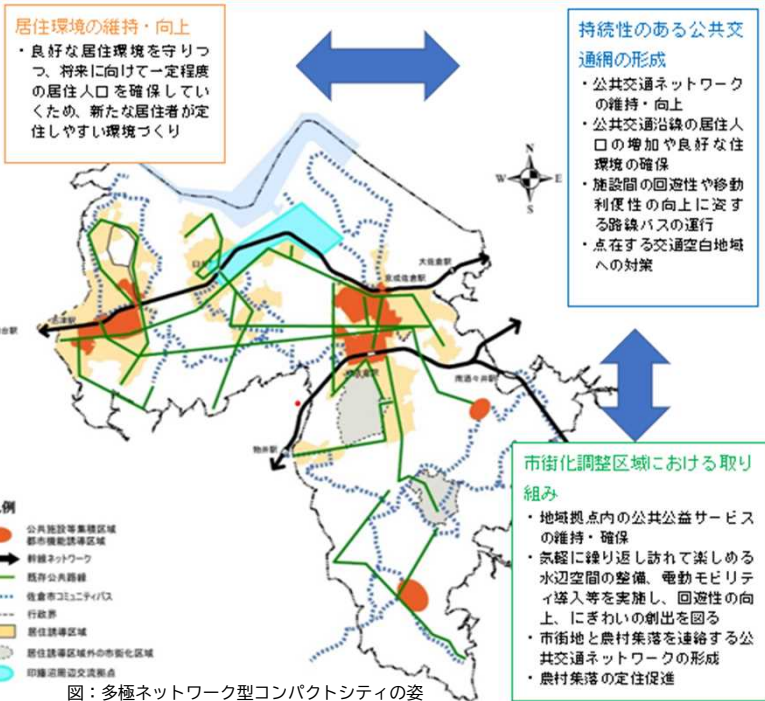 居住環境の維持・向上
・良好な居住環境を守りつ
つ、将来に向けて一定程度
の居住人口を確保してい
くため、新たな居住者が定
住しやすい環境づくり
持続性のある公共交
通網の形成
・公共交通ネットワーク
の維持・向上
・公共交通沿線の居住人
口の増加や良好な住
環境の確保
・施設間の回遊性や移動
利便性の向上に資す
る路線バスの運行
・点在する交通空白地域
への対策
N
W
E
S
大佐倉駅
京成佐倉駅
南酒々井駅
物井駅
市街化調整区域における取り
組み
・地域拠点内の公共公益サービス
の維持・確保
・気軽に繰り返し訪れて楽しめる
水辺空間の整備、電動モビリテ
ィ導入等を実施し、回遊性の向
上、にぎわいの創出を図る
・市街地と農村集落を連絡する公
共交通ネットワークの形成
・農村集落の定住促進
公共施設等集積区域
都市機能誘導区域
幹線ネットワーク
既存公共路線
佐倉市コミュニティバス
行政界
居住誘導区域
居住誘導区域外の市街化区域
印旛沼周辺交流拠点
図：多極ネットワーク型コンパクトシティの姿